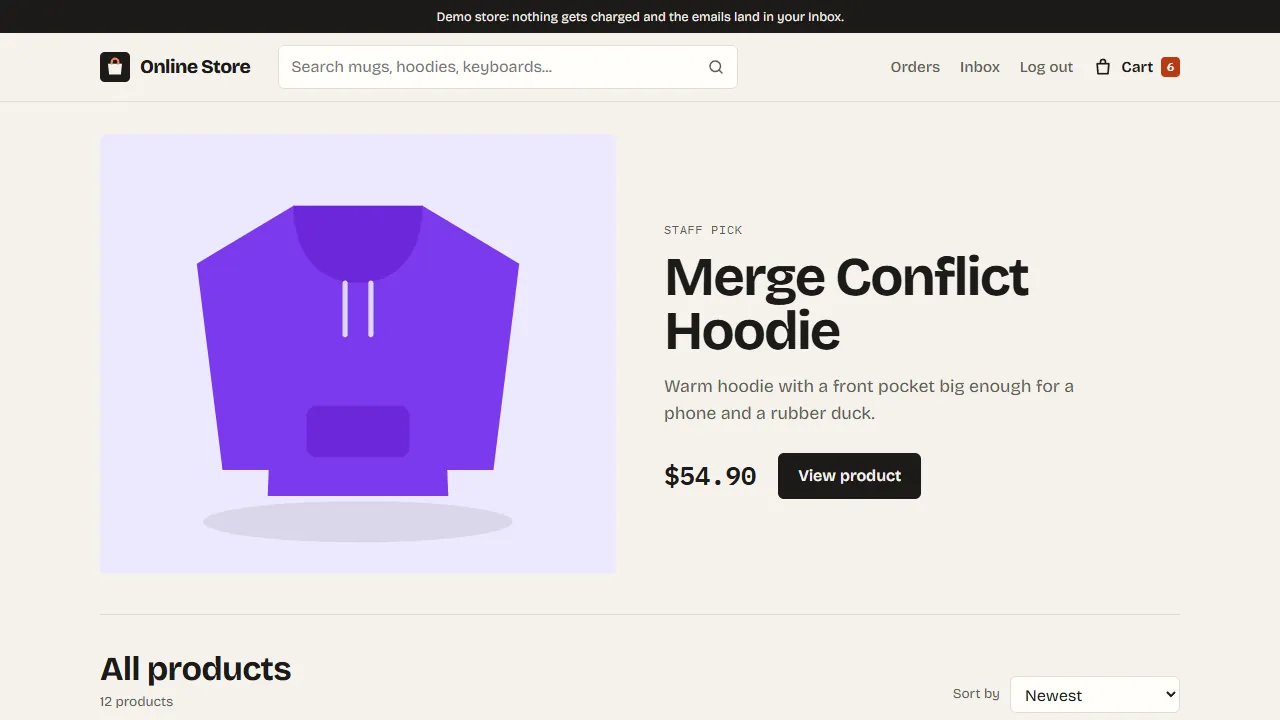 Demo store: nothing gets charged and the emails land in your Inbox.
Online Store
Search mugs, hoodies, keyboards...
Orders
Inbox
Log out
Cart
6
STAFF PICK
Merge Conflict
Hoodie
Warm hoodie with a front pocket big enough for a
phone and a rubber duck.
$54.90
View product
All products
12 products
Sort by
Newest